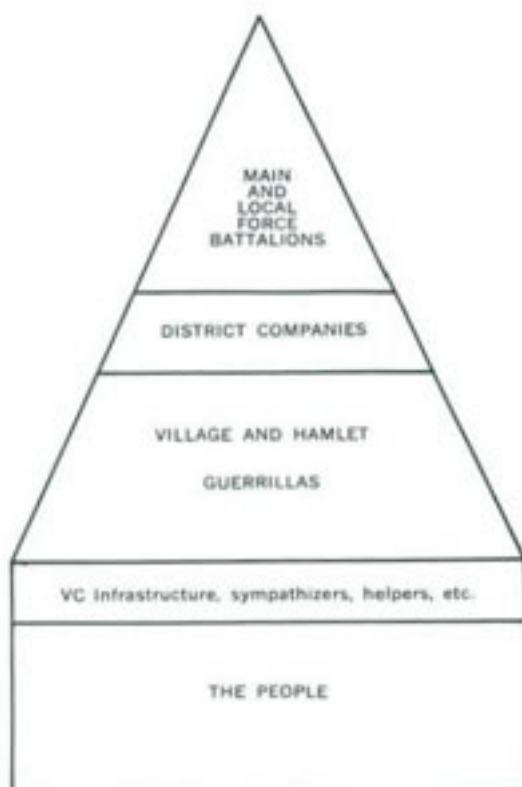 MAIN
AND
LOCAL
FORCE
BATTALIONS
DISTRICT COMPANIES
VILLAGE AND HAMLET
GUERRILLAS
VC Infrastructure, sympathizers, helpers, etc.
THE PEOPLE